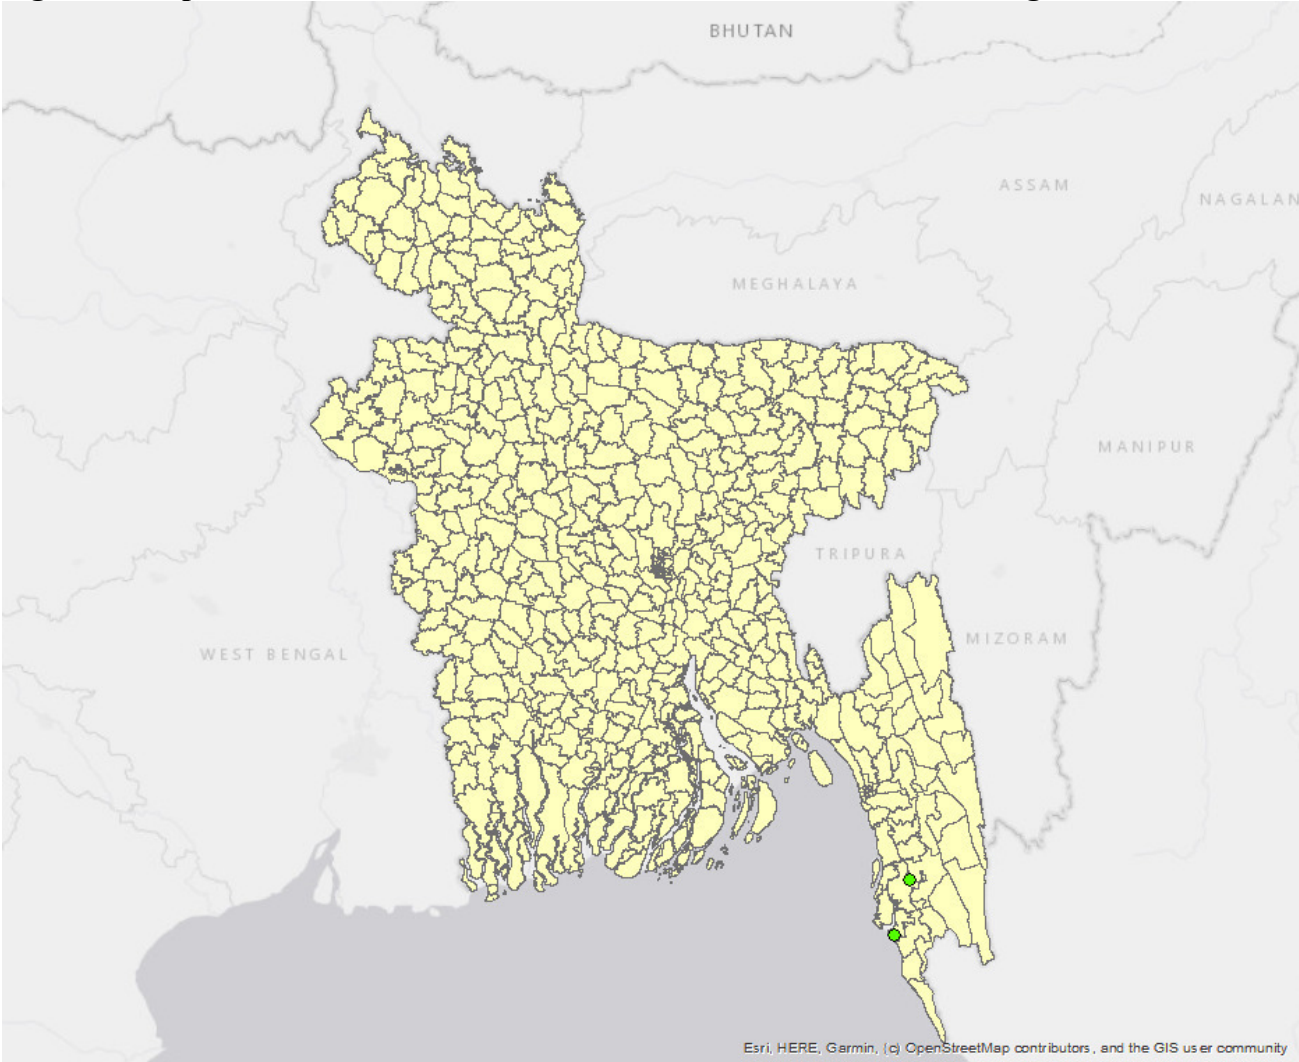 BHUTAN
ASSAM
NAGALAN
MEGHALAYA
MANIPUR
TRIPURA
MIZORAM
WEST BENGAL
Esri, HERE, Garmin, (c) OpenStreetMap contributors, and the GIS user community